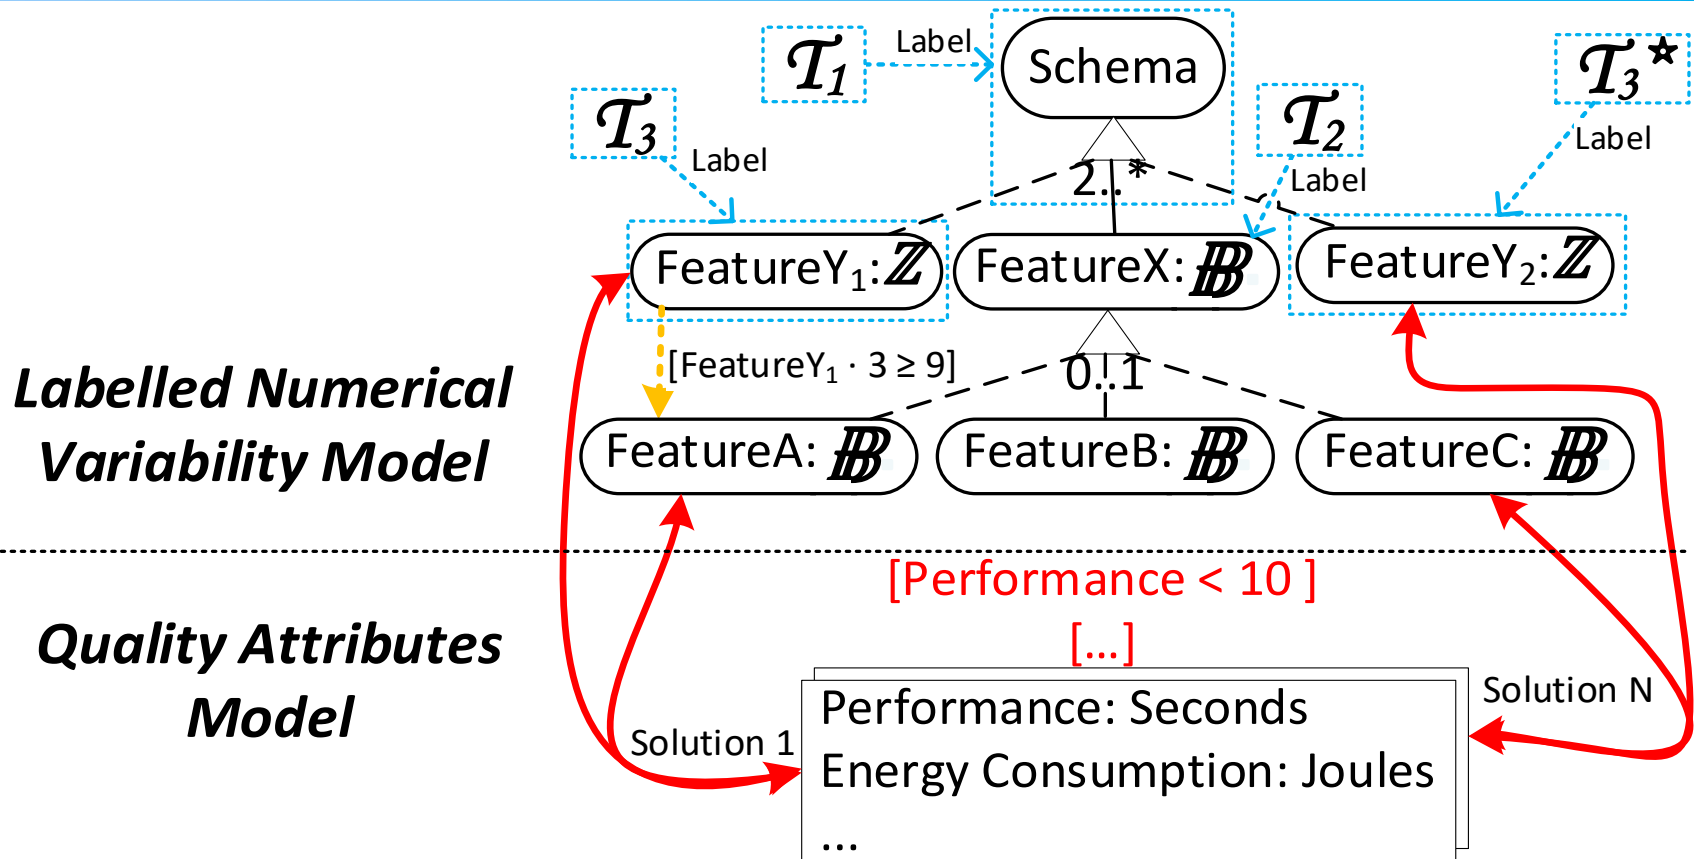 𝒯1
Label
Schema
𝒯3☆
𝒯3
Label
𝒯2
Label
Label
2..*
FeatureY1:ℤ
FeatureX: 𝔹
FeatureY2:ℤ
[FeatureY1 · 3 ≥ 9]
0..1
Labelled Numerical
Variability Model
FeatureA: 𝔹
FeatureB: 𝔹
FeatureC: 𝔹
[Performance < 10 ]
[...]
Quality Attributes
Model
Solution 1
Solution N
Performance: Seconds
Energy Consumption: Joules
...